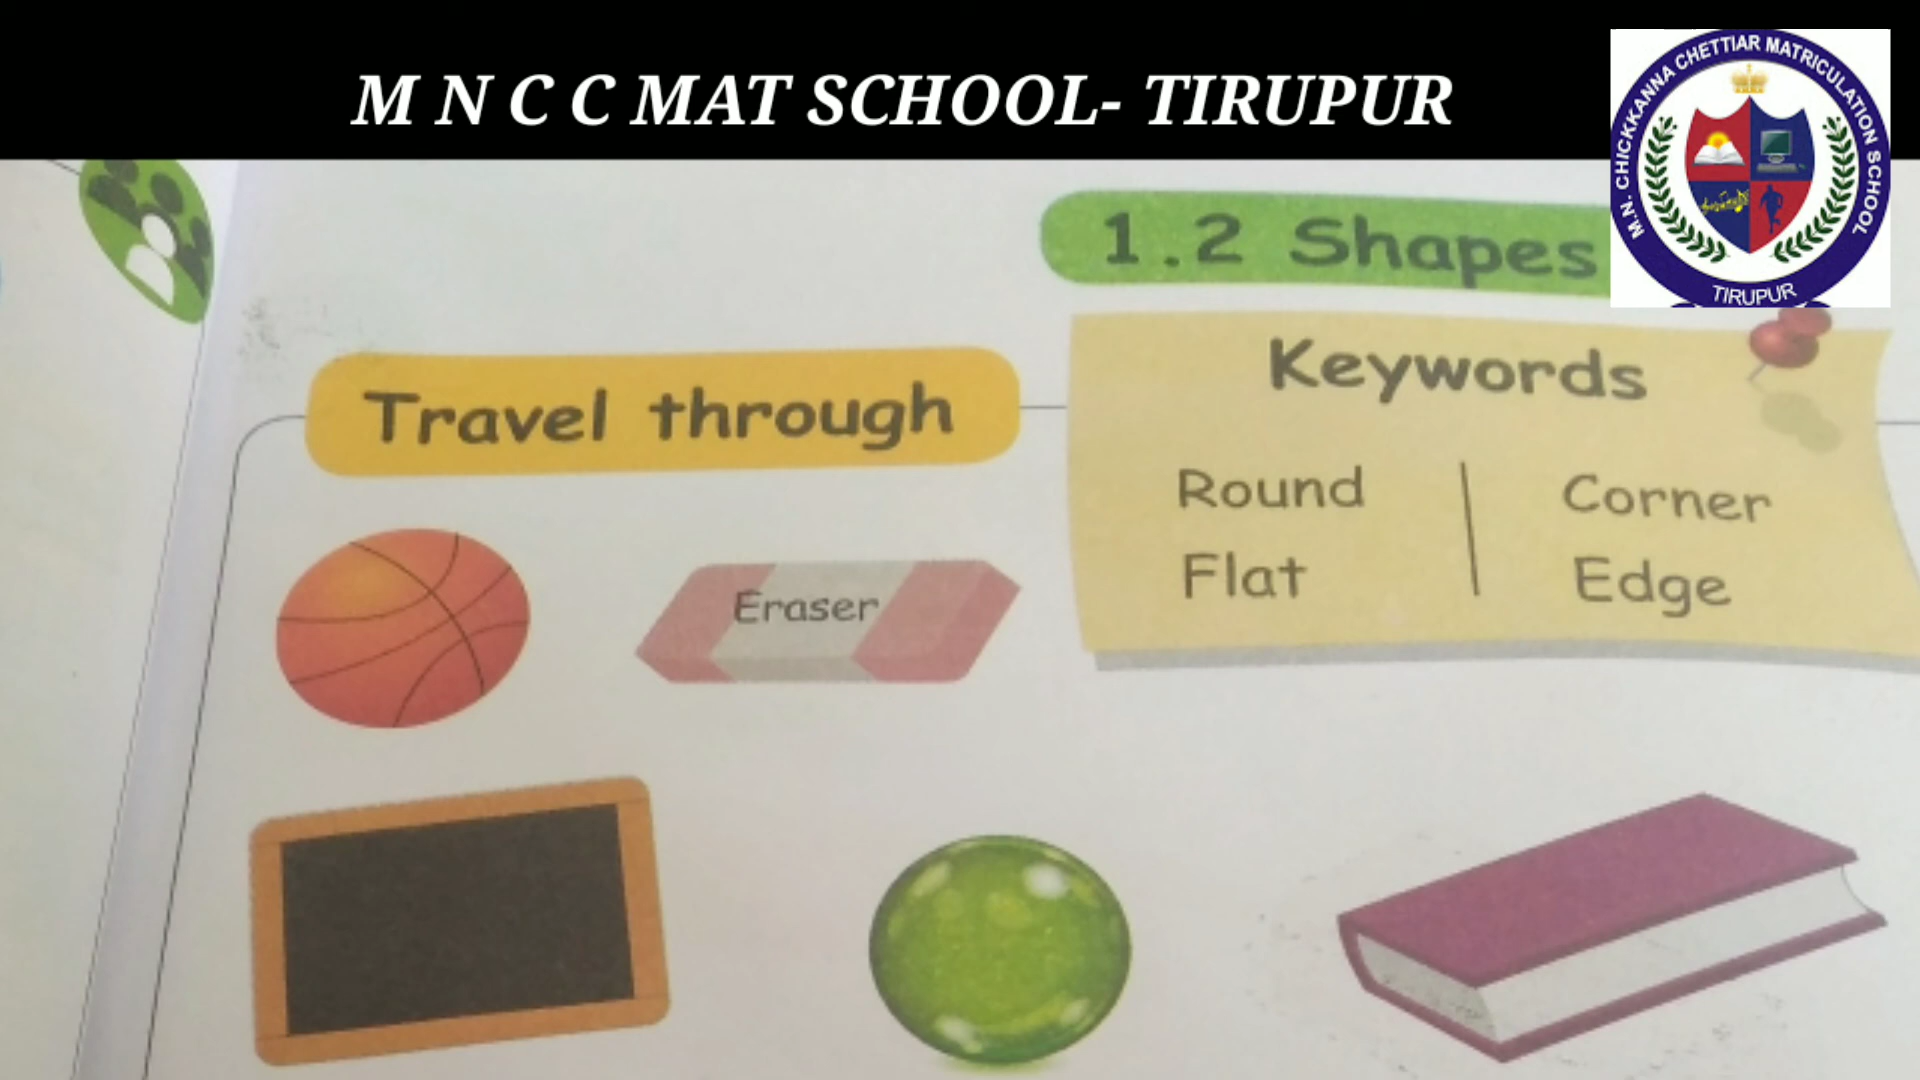 M N C C MAT SCHOOL- TIRUPUR
M.N. CHICKKANNA CHETTIAR MATRICULATION SCHOOL
TIRUPUR
1.2 Shapes
Travel through
Keywords
Round
Corner
Flat
Edge
Eraser